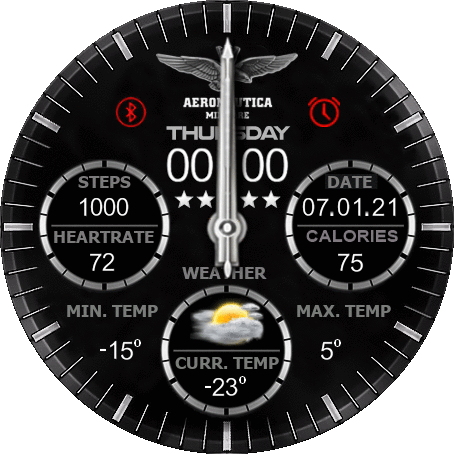 AERONAUTICA
MILITARE
THURSDAY
00 00
STEPS
1000
HEARTRATE
72
DATE
07.01.21
CALORIES
75
WEATHER
MIN. TEMP
-15º
MAX. TEMP
5º
CURR. TEMP
-23º